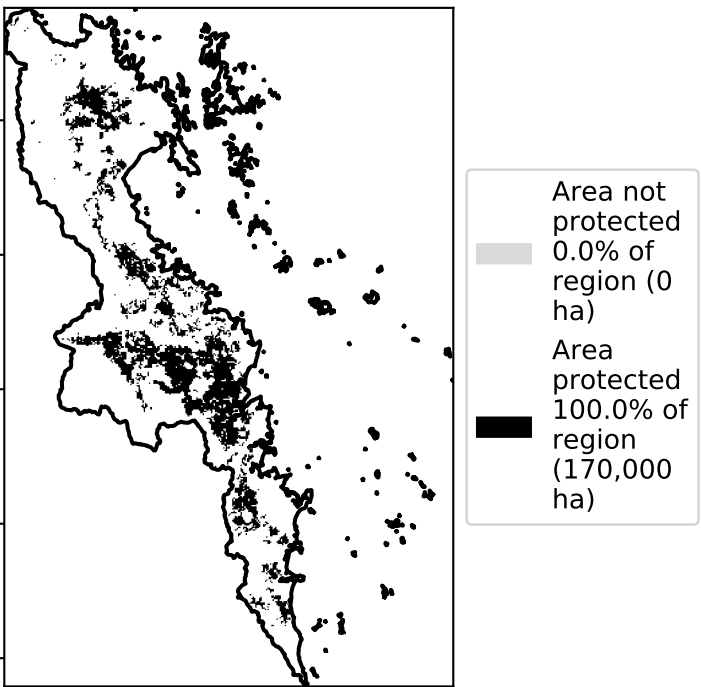 Area not
protected
0.0% of
region (0
ha)
Area
protected
100.0% of
region
(170,000
ha)